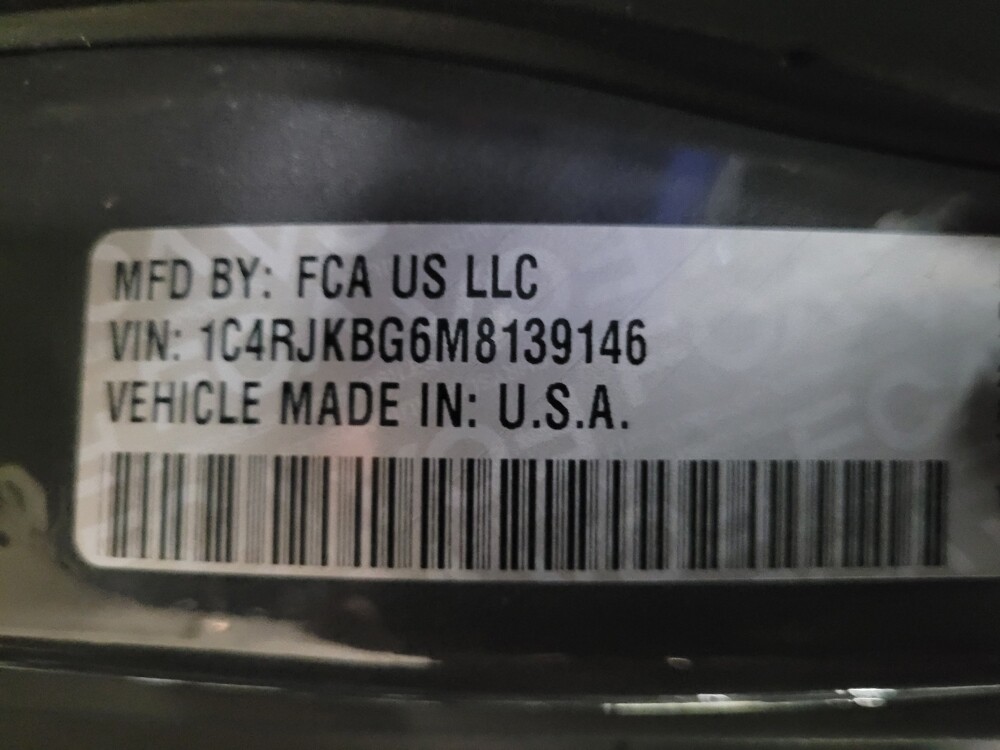 MFD BY: FCA US LLC
VIN: 1C4RJKBG6M8139146
VEHICLE MADE IN: U.S.A.